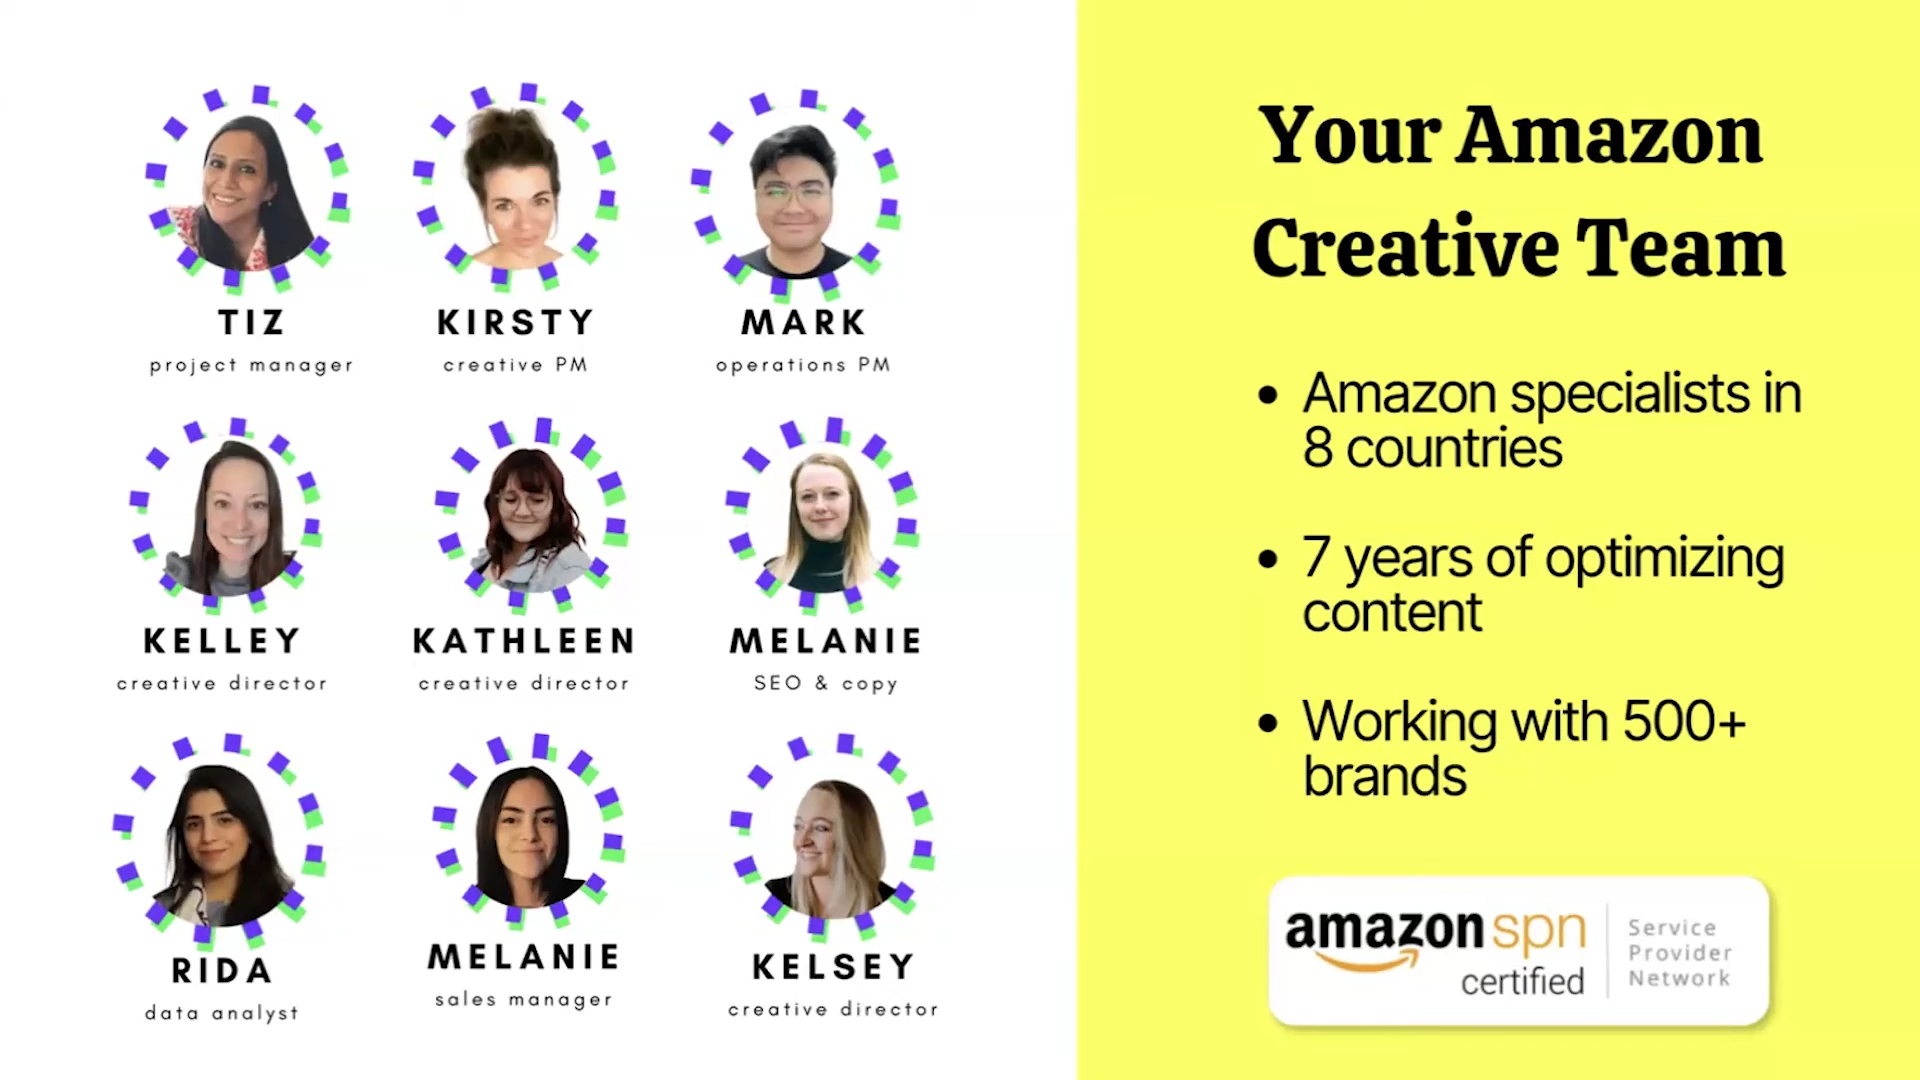 TIZ
project manager
KIRSTY
creative PM
MARK
operations PM
KELLEY
creative director
KATHLEEN
creative director
MELANIE
SEO & copy
RIDA
data analyst
MELANIE
sales manager
KELSEY
creative director
Your Amazon
Creative Team
• Amazon specialists in
8 countries
• 7 years of optimizing
content
• Working with 500+
brands
amazon spn
certified
Service
Provider
Network